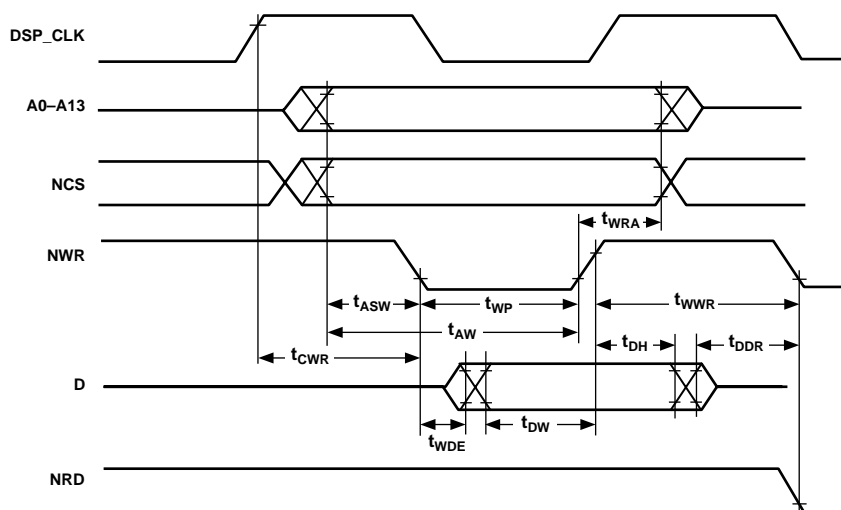 DSP_CLK
A0–A13
NCS
tWRA
NWR
tASW
tWP
tWWR
tAW
tCWR
tDH
tDDR
D
tWDE
tDW
NRD